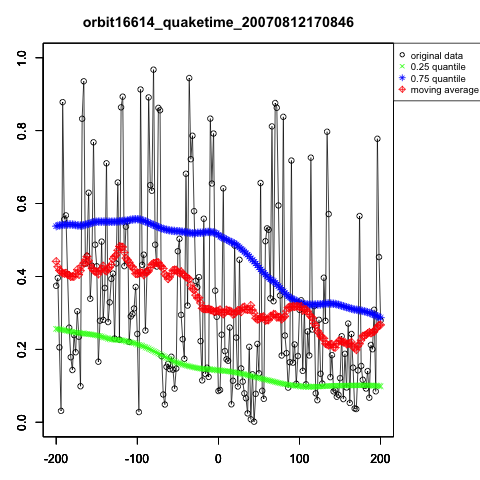 orbit16614_quaketime_20070812170846
original data
0.25 quantile
0.75 quantile
moving average
1.0
0.8
0.6
0.4
0.2
0.0
-200 -100 0 100 200